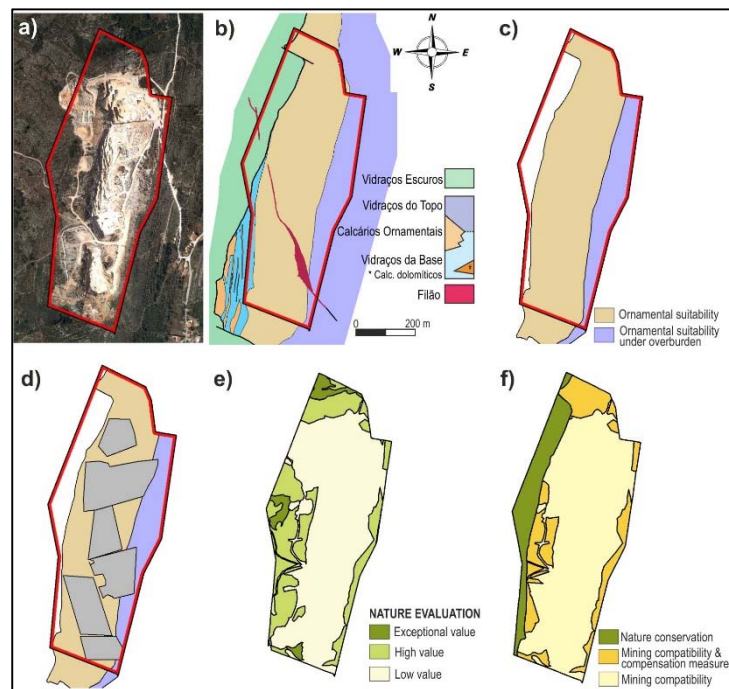 a)
b)
N
W
E
S
c)
Vidraços Escuros
Vidraços do Topo
Calcários Ornamentais
Vidraços da Base
* Calc. dolomíticos
*
Filão
0
200 m
Ornamental suitability
Ornamental suitability
under overburden
d)
e)
f)
NATURE EVALUATION
Exceptional value
High value
Low value
Nature conservation
Mining compatibility &
compensation measure
Mining compatibility